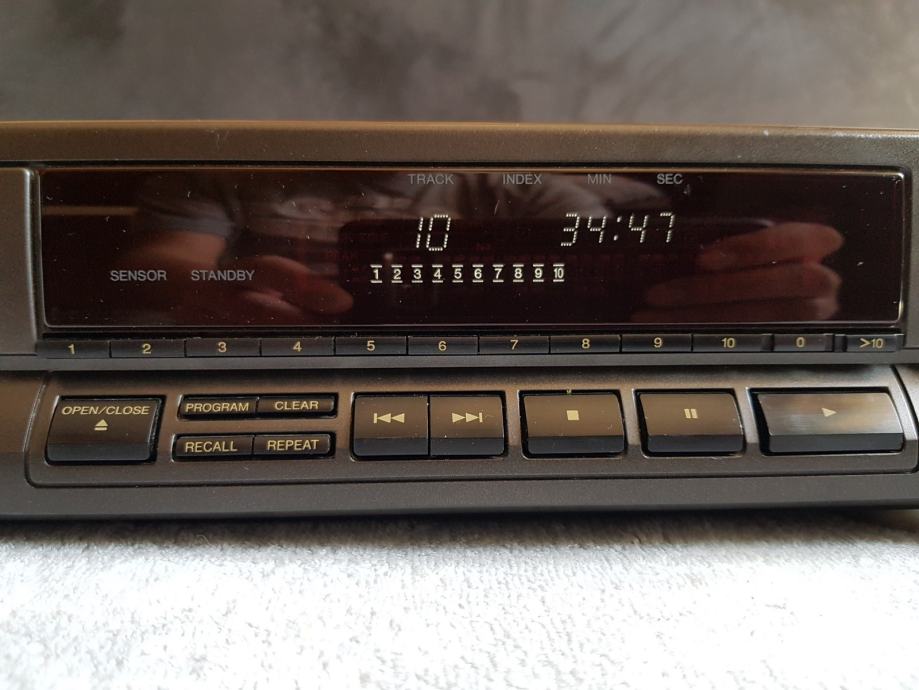 TRACK INDEX MIN SEC
10 34:47
SENSOR STANDBY
1 2 3 4 5 6 7 8 9 10
1 2 3 4 5 6 7 8 9 10 0 >10
OPEN/CLOSE PROGRAM CLEAR
RECALL REPEAT